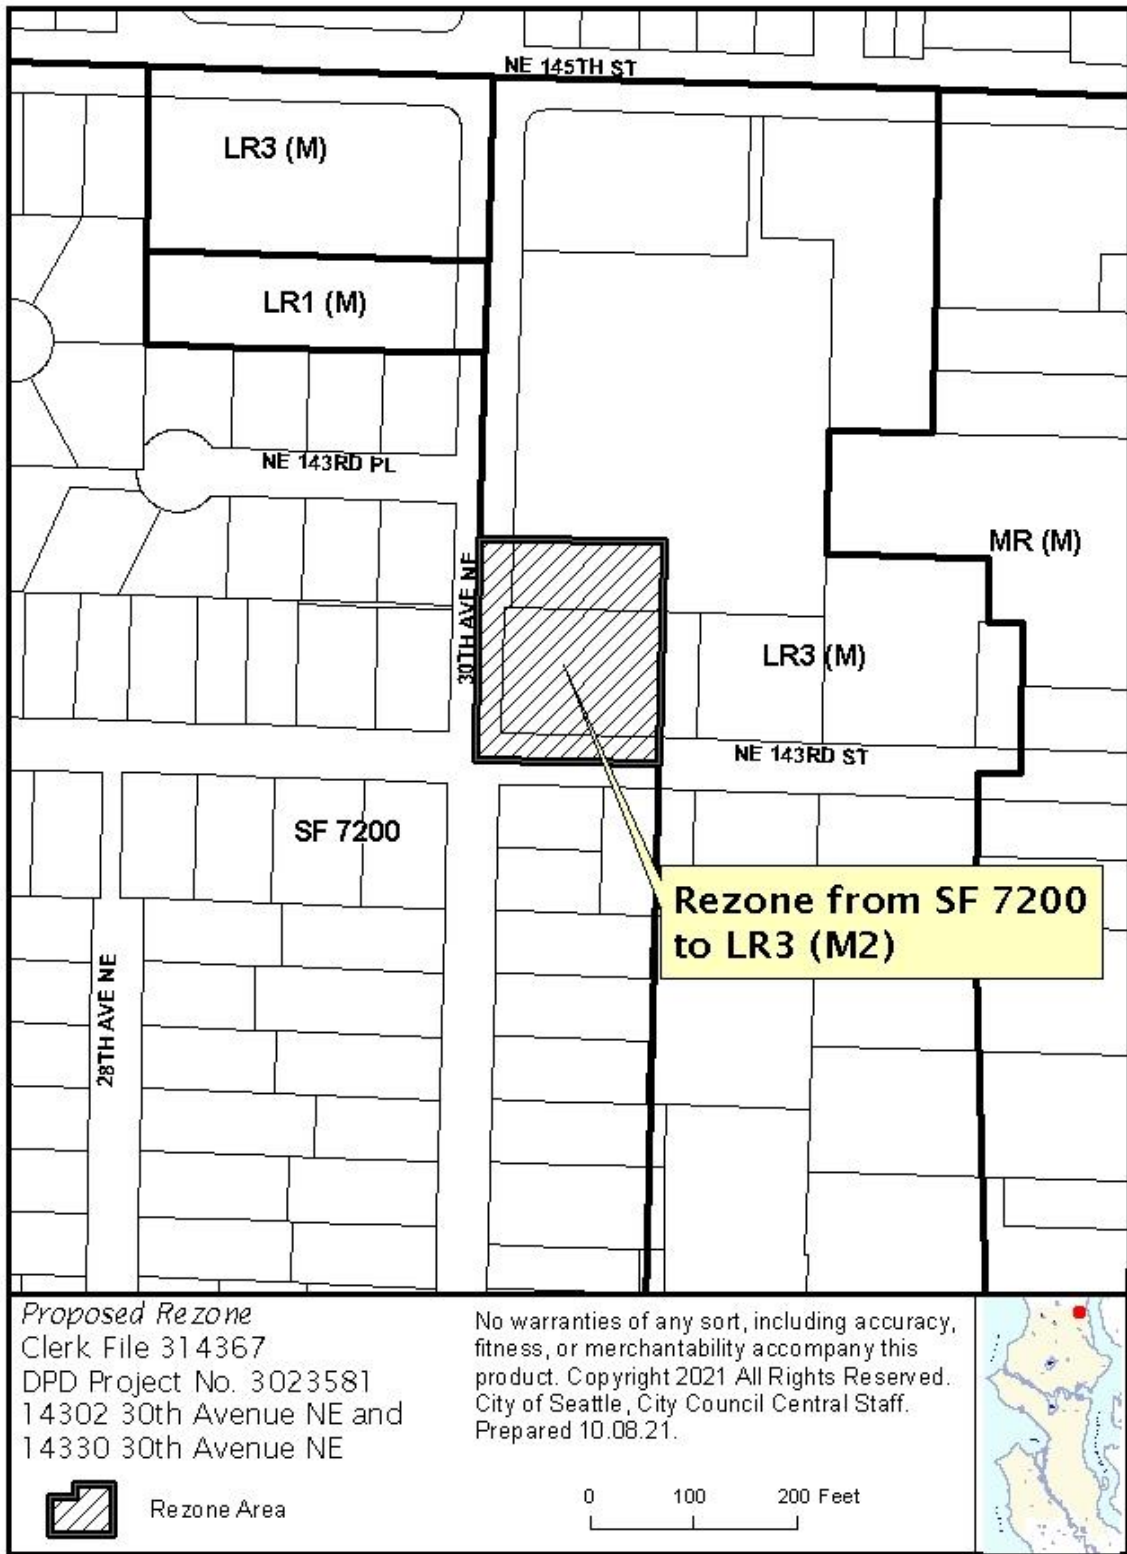 NE 145TH ST
LR3 (M)
LR1 (M)
NE 143RD PL
MR (M)
30TH AVE NE
LR3 (M)
NE 143RD ST
SF 7200
Rezone from SF 7200
to LR3 (M2)
28TH AVE NE
Proposed Rezone
Clerk File 314367
DPD Project No. 3023581
14302 30th Avenue NE and
14330 30th Avenue NE
Rezone Area
No warranties of any sort, including accuracy,
fitness, or merchantability accompany this
product. Copyright 2021 All Rights Reserved.
City of Seattle, City Council Central Staff.
Prepared 10.08.21.
0 100 200 Feet